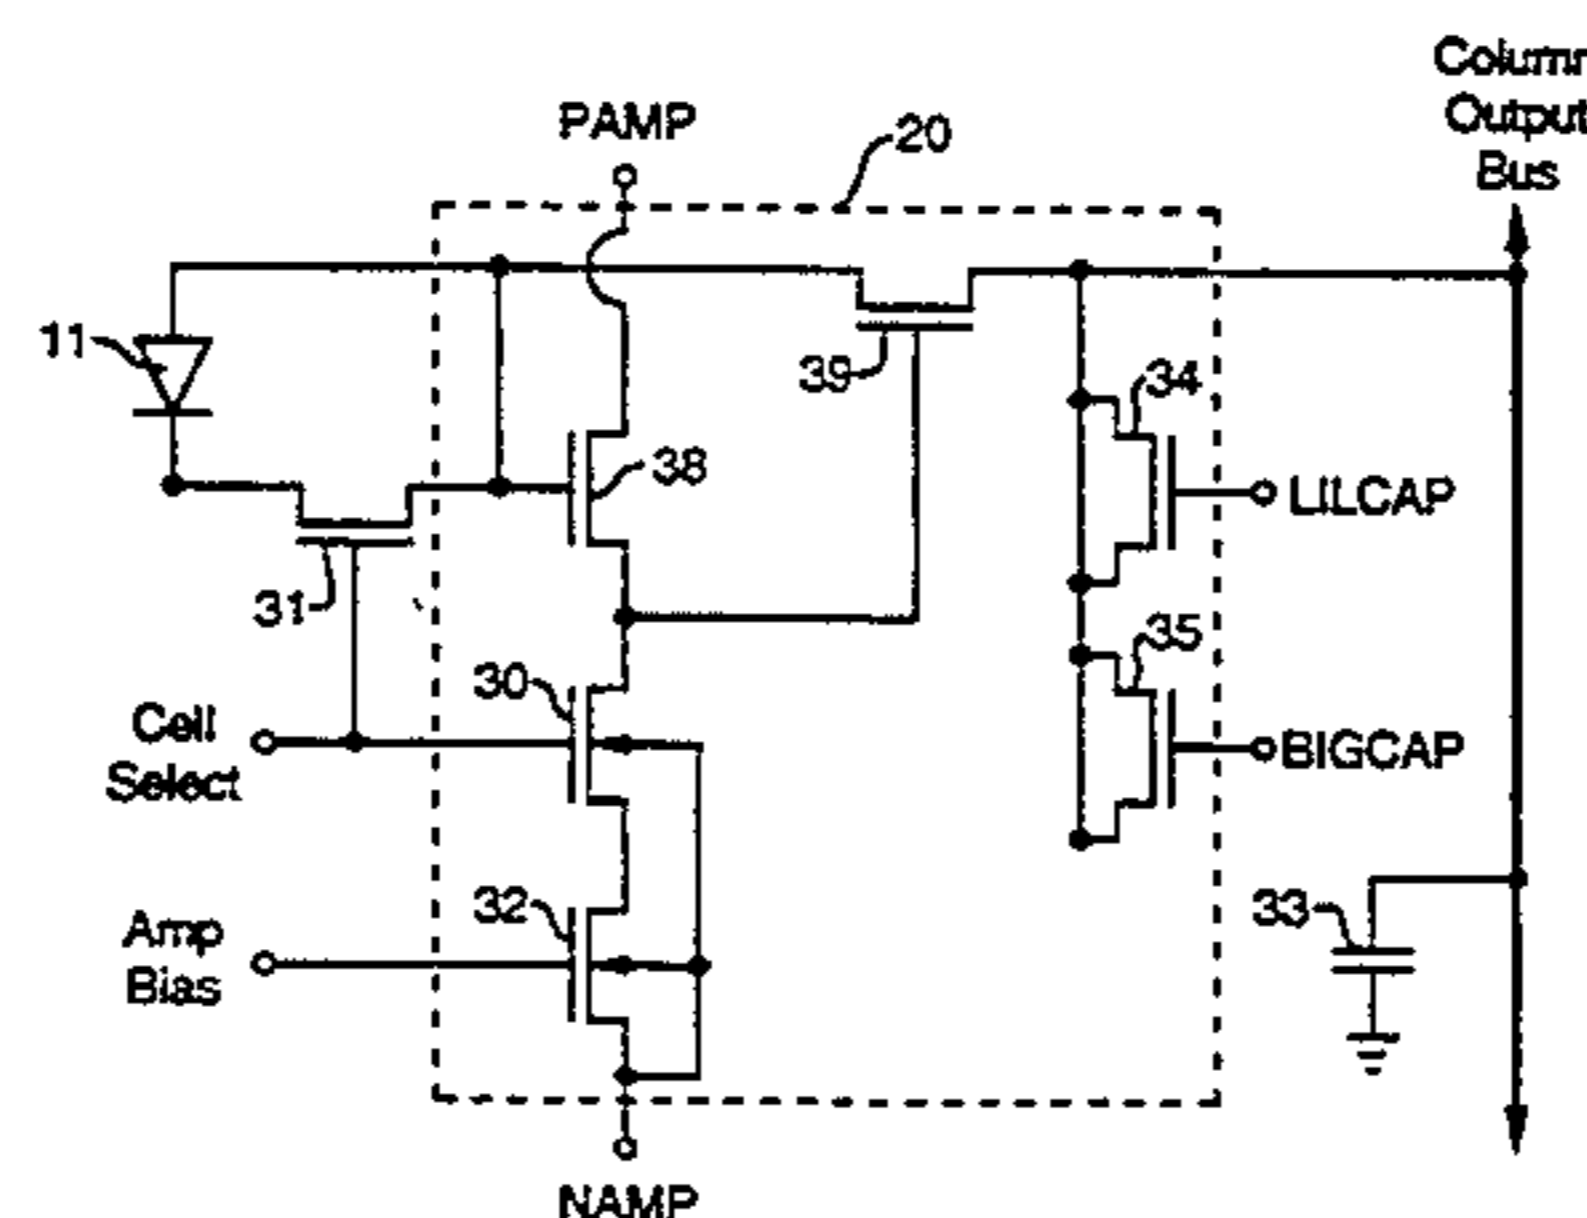 Column
Output
Bus
PAMP
20
11
39
34
38
LILCAP
31
35
30
Cell
Select
BIGCAP
32
33
Amp
Bias
NAMP